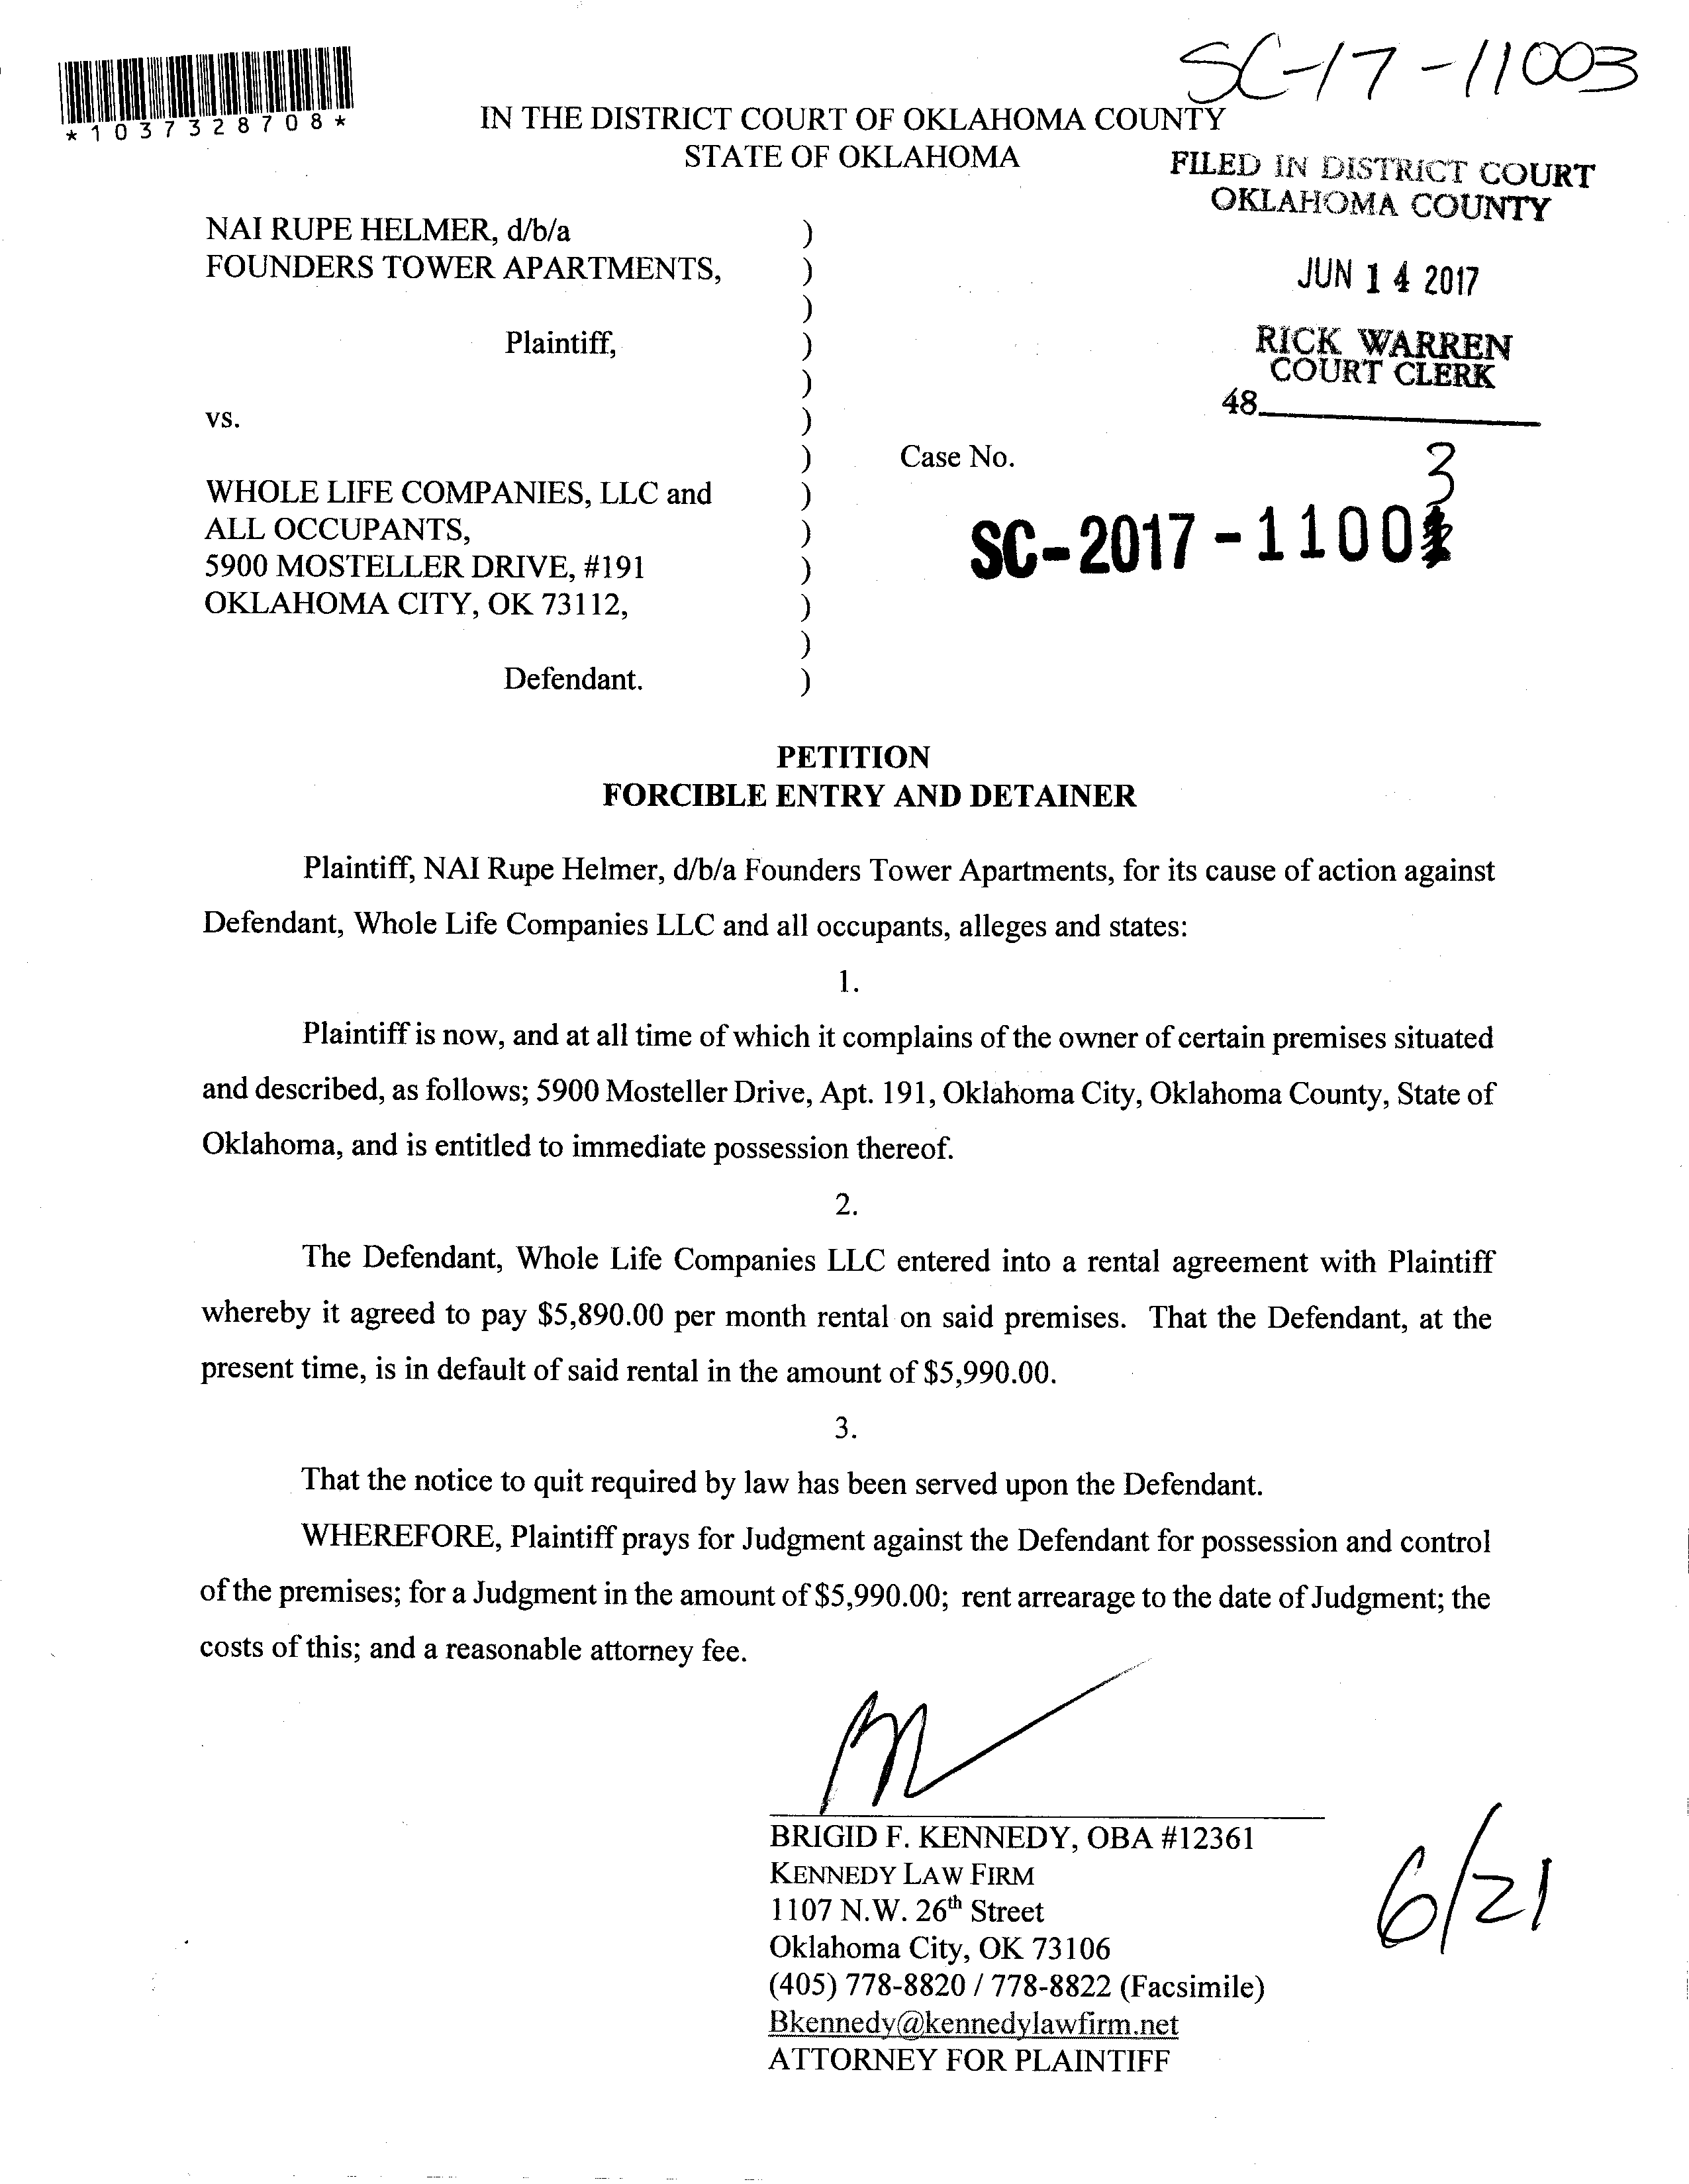 SC-17-11003
*1037328708*
IN THE DISTRICT COURT OF OKLAHOMA COUNTY
STATE OF OKLAHOMA
FILED IN DISTRICT COURT
OKLAHOMA COUNTY
JUN 14 2017
RICK WARREN
COURT CLERK
48
NAI RUPE HELMER, d/b/a )
FOUNDERS TOWER APARTMENTS, )
)
Plaintiff, )
)
vs. )
) Case No.
WHOLE LIFE COMPANIES, LLC and )
ALL OCCUPANTS, )
5900 MOSTELLER DRIVE, #191 )
OKLAHOMA CITY, OK 73112, )
)
Defendant. )
3
SC-2017-1100
PETITION
FORCIBLE ENTRY AND DETAINER
Plaintiff, NAI Rupe Helmer, d/b/a Founders Tower Apartments, for its cause of action against
Defendant, Whole Life Companies LLC and all occupants, alleges and states:
1.
Plaintiff is now, and at all time of which it complains of the owner of certain premises situated
and described, as follows; 5900 Mosteller Drive, Apt. 191, Oklahoma City, Oklahoma County, State of
Oklahoma, and is entitled to immediate possession thereof.
2.
The Defendant, Whole Life Companies LLC entered into a rental agreement with Plaintiff
whereby it agreed to pay $5,890.00 per month rental on said premises. That the Defendant, at the
present time, is in default of said rental in the amount of $5,990.00.
3.
That the notice to quit required by law has been served upon the Defendant.
WHEREFORE, Plaintiff prays for Judgment against the Defendant for possession and control
of the premises; for a Judgment in the amount of $5,990.00; rent arrearage to the date of Judgment; the
costs of this; and a reasonable attorney fee.
BRIGID F. KENNEDY, OBA #12361
KENNEDY LAW FIRM
1107 N.W. 26th Street
Oklahoma City, OK 73106
(405) 778-8820 / 778-8822 (Facsimile)
Bkennedy@kennedylawfirm.net
ATTORNEY FOR PLAINTIFF
6/21